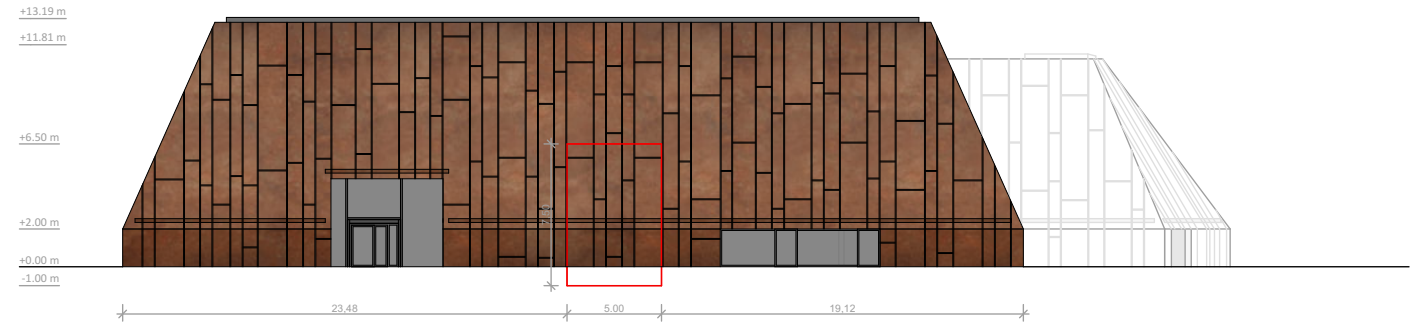 +13.19 m
+11.81 m
+6.50 m
+2.00 m
+0.00 m
-1.00 m
23,48
5.00
19,12